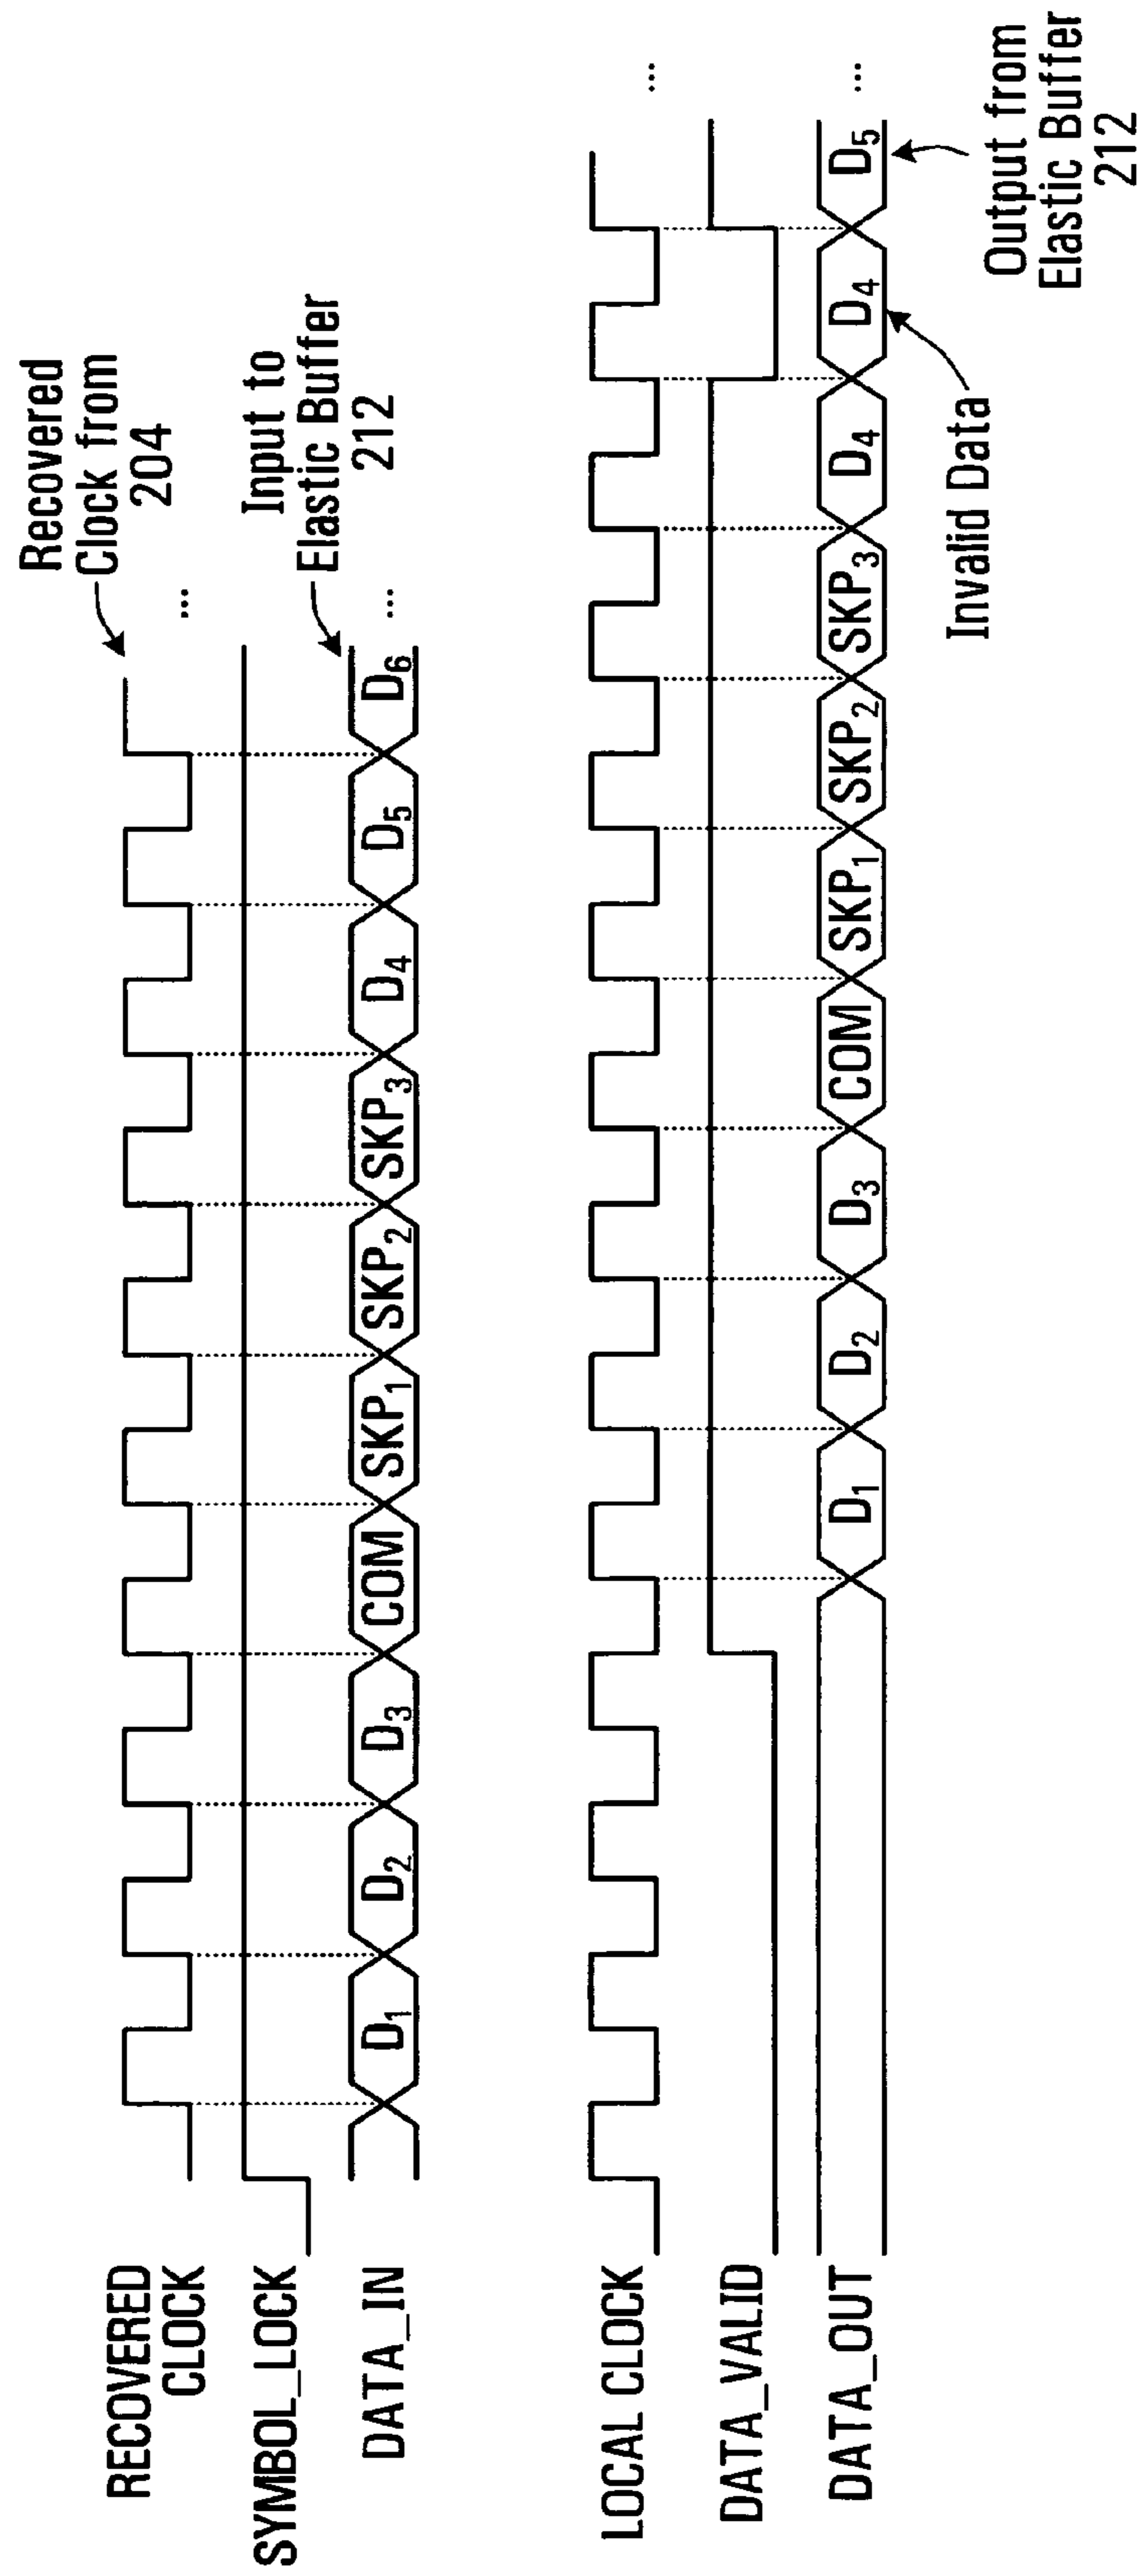 Recovered
Clock from
204
...
RECOVERED
CLOCK
SYMBOL_LOCK
Input to
Elastic Buffer
212
...
DATA_IN
D1 D2 D3 COM SKP1 SKP2 SKP3 D4 D5 D6
LOCAL CLOCK
...
DATA_VALID
DATA_OUT
D1 D2 D3 COM SKP1 SKP2 SKP3 D4 D4 D5
...
Invalid Data
Output from
Elastic Buffer
212